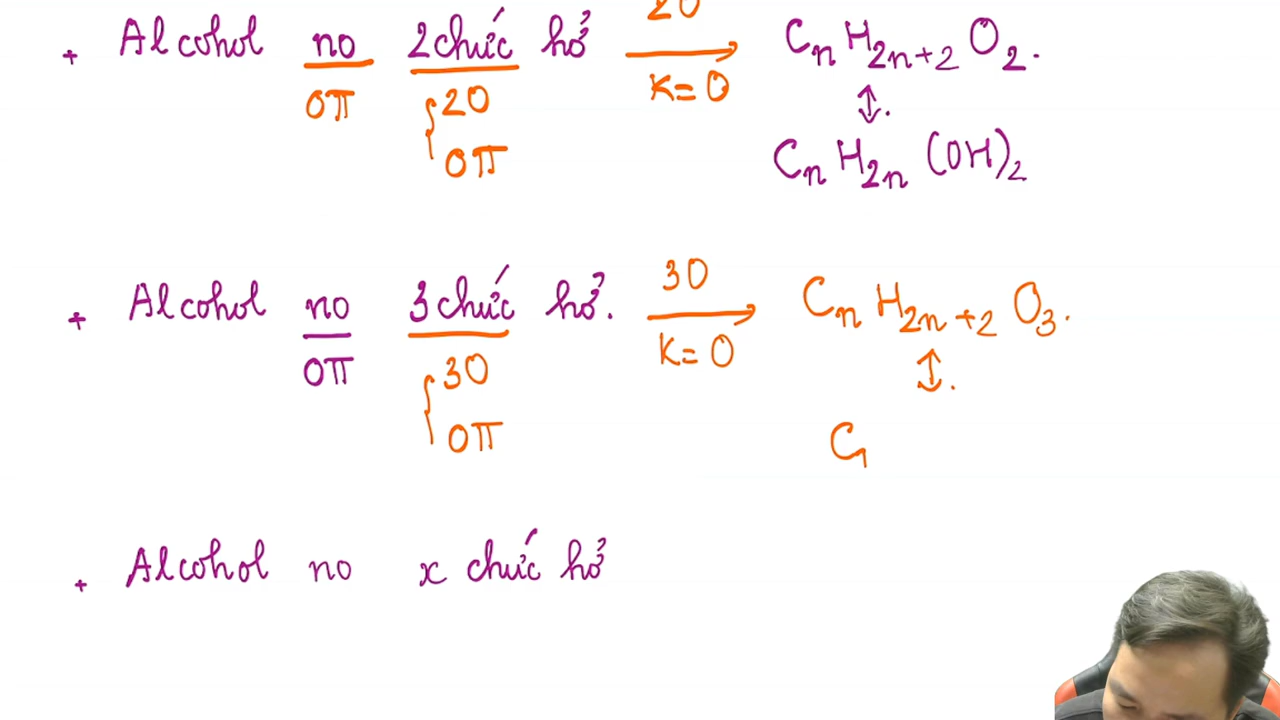 + Alcohol no 2 chức hở 2O K=0 CnH2n+2O2.
0π { 2O 0π ↕.
CnH2n(OH)2
+ Alcohol no 3 chức hở. 3O K=0 CnH2n+2O3.
0π { 3O 0π ↕.
C
+ Alcohol no x chức hở